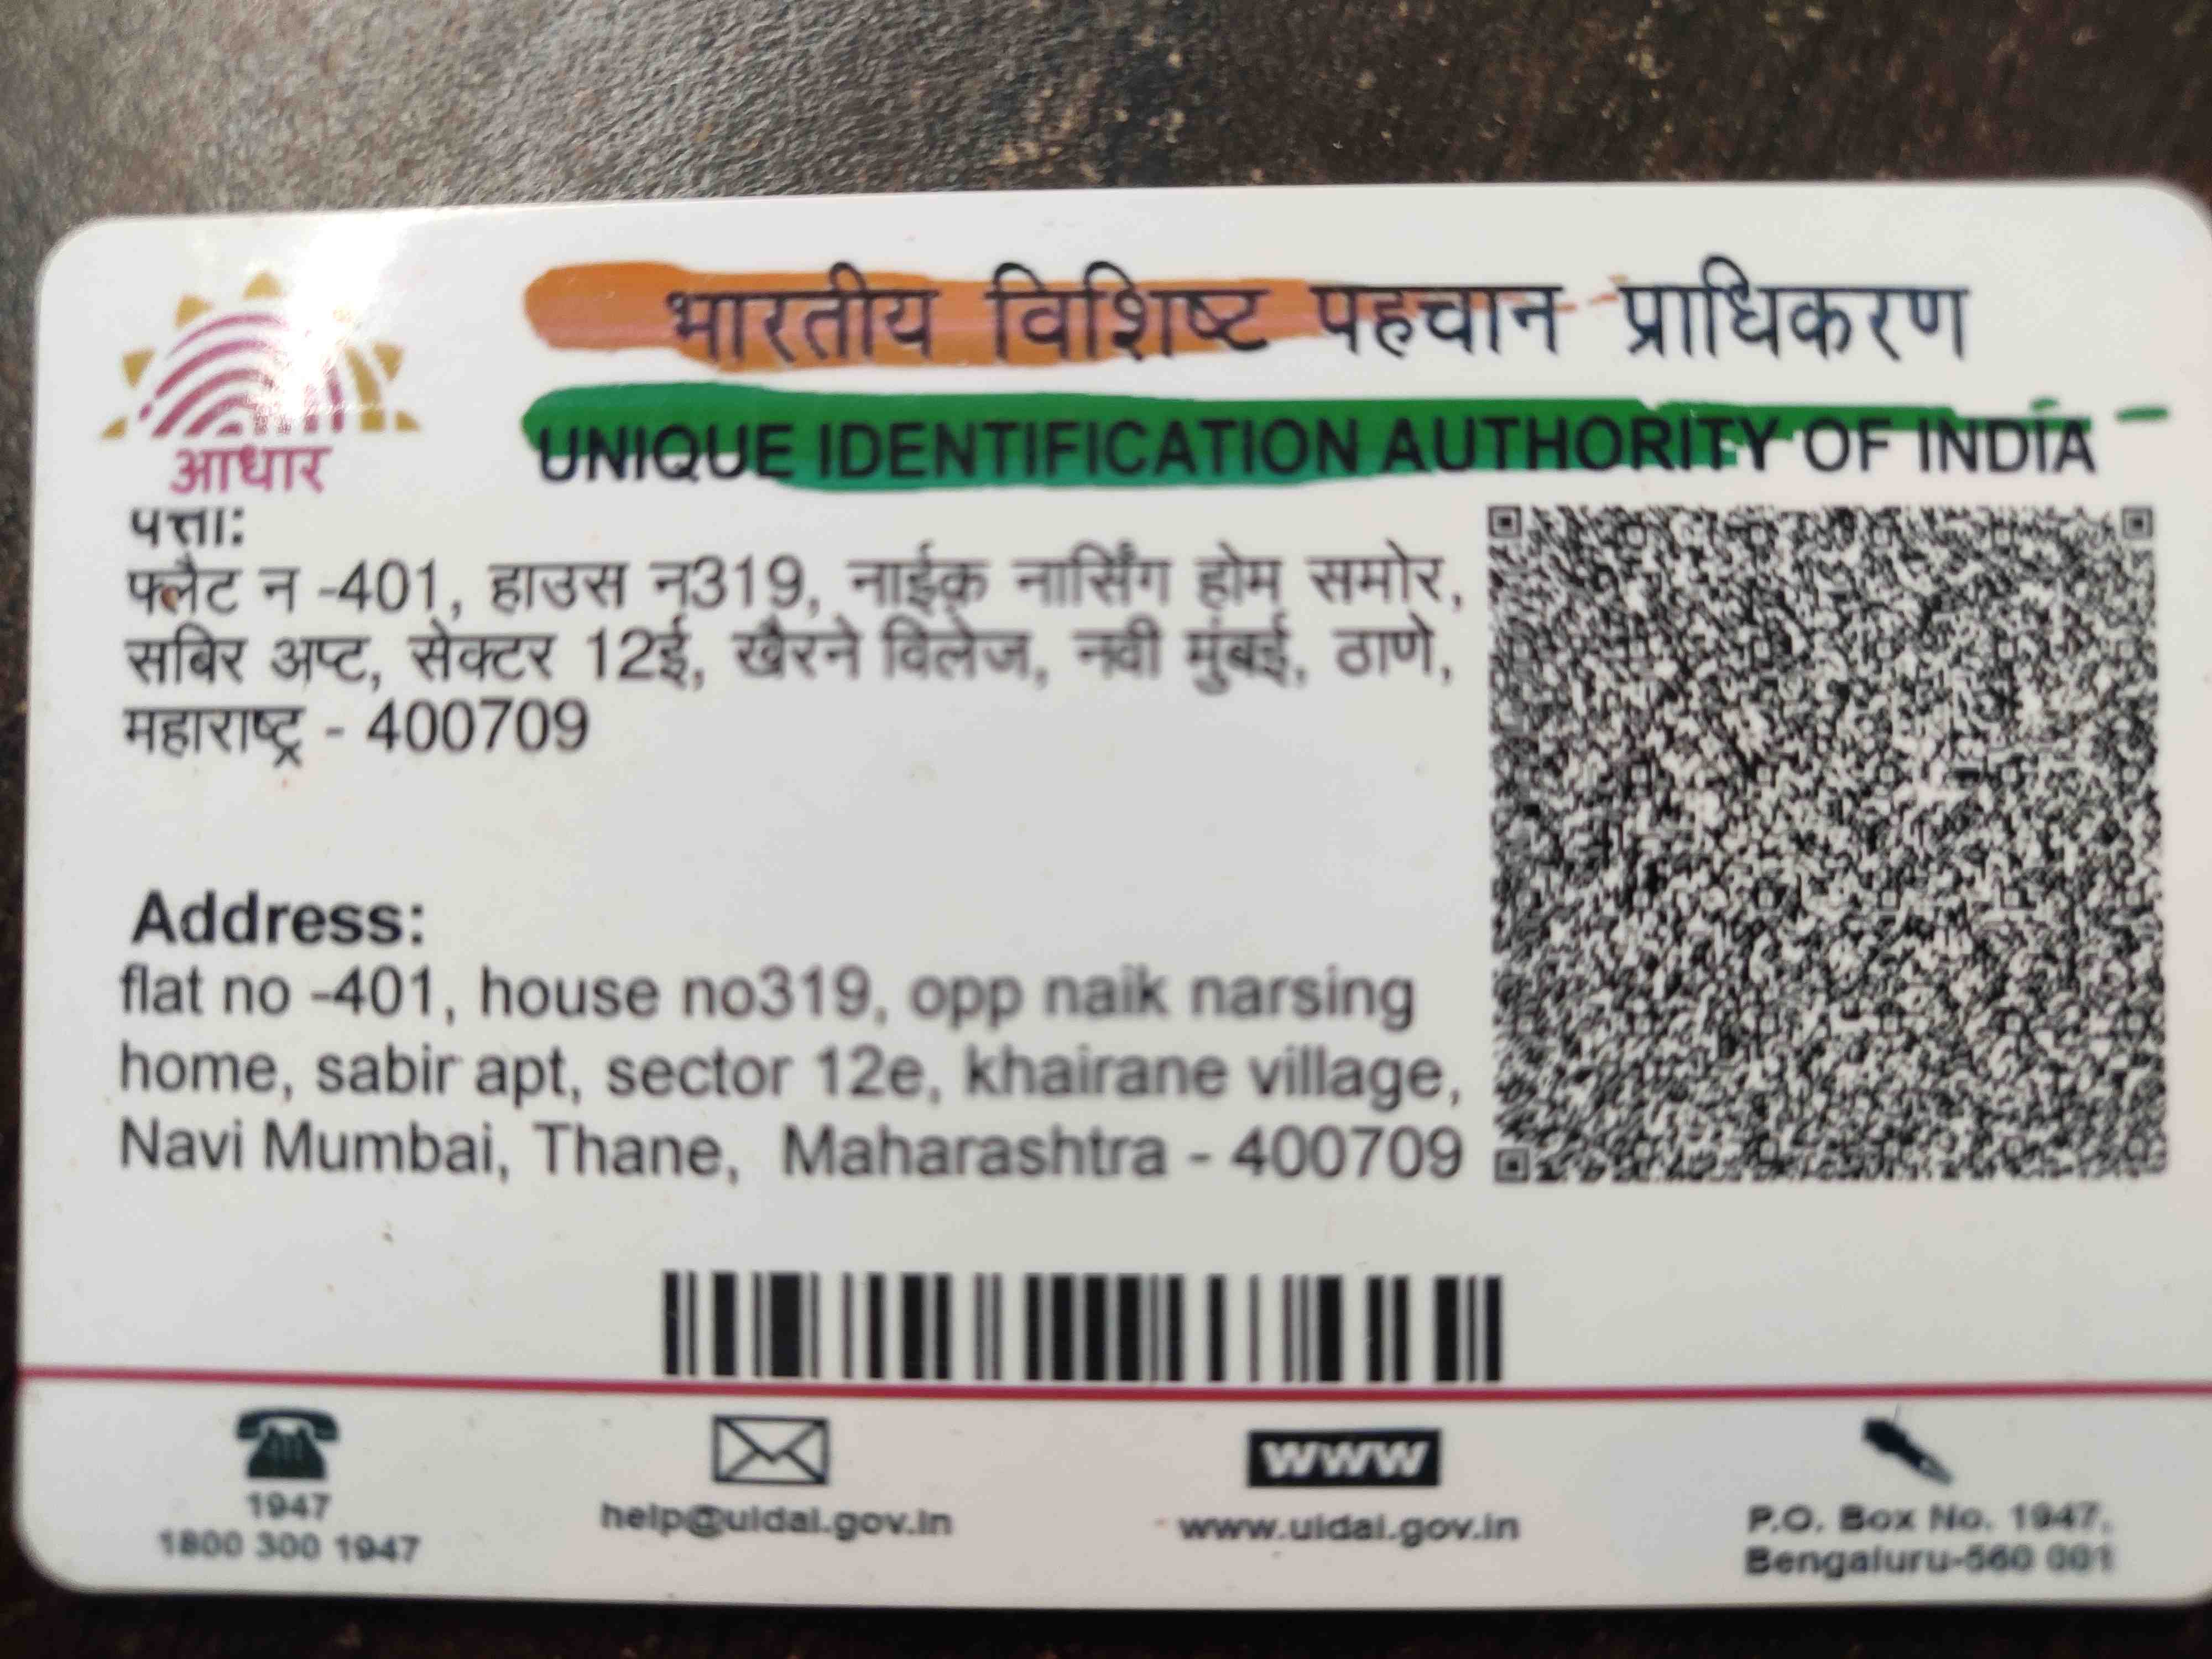 भारतीय विशिष्ट पहचान प्राधिकरण
UNIQUE IDENTIFICATION AUTHORITY OF INDIA
आधार
पत्ता:
फ्लॅट न -401, हाउस न319, नाईक नार्सिंग होम समोर,
सबिर अप्ट, सेक्टर 12ई, खैरने विलेज, नवी मुंबई, ठाणे,
महाराष्ट्र - 400709
Address:
flat no -401, house no319, opp naik narsing
home, sabir apt, sector 12e, khairane village,
Navi Mumbai, Thane, Maharashtra - 400709
1947
1800 300 1947
help@uidai.gov.in
www
www.uidai.gov.in
P.O. Box No. 1947,
Bengaluru-560 001